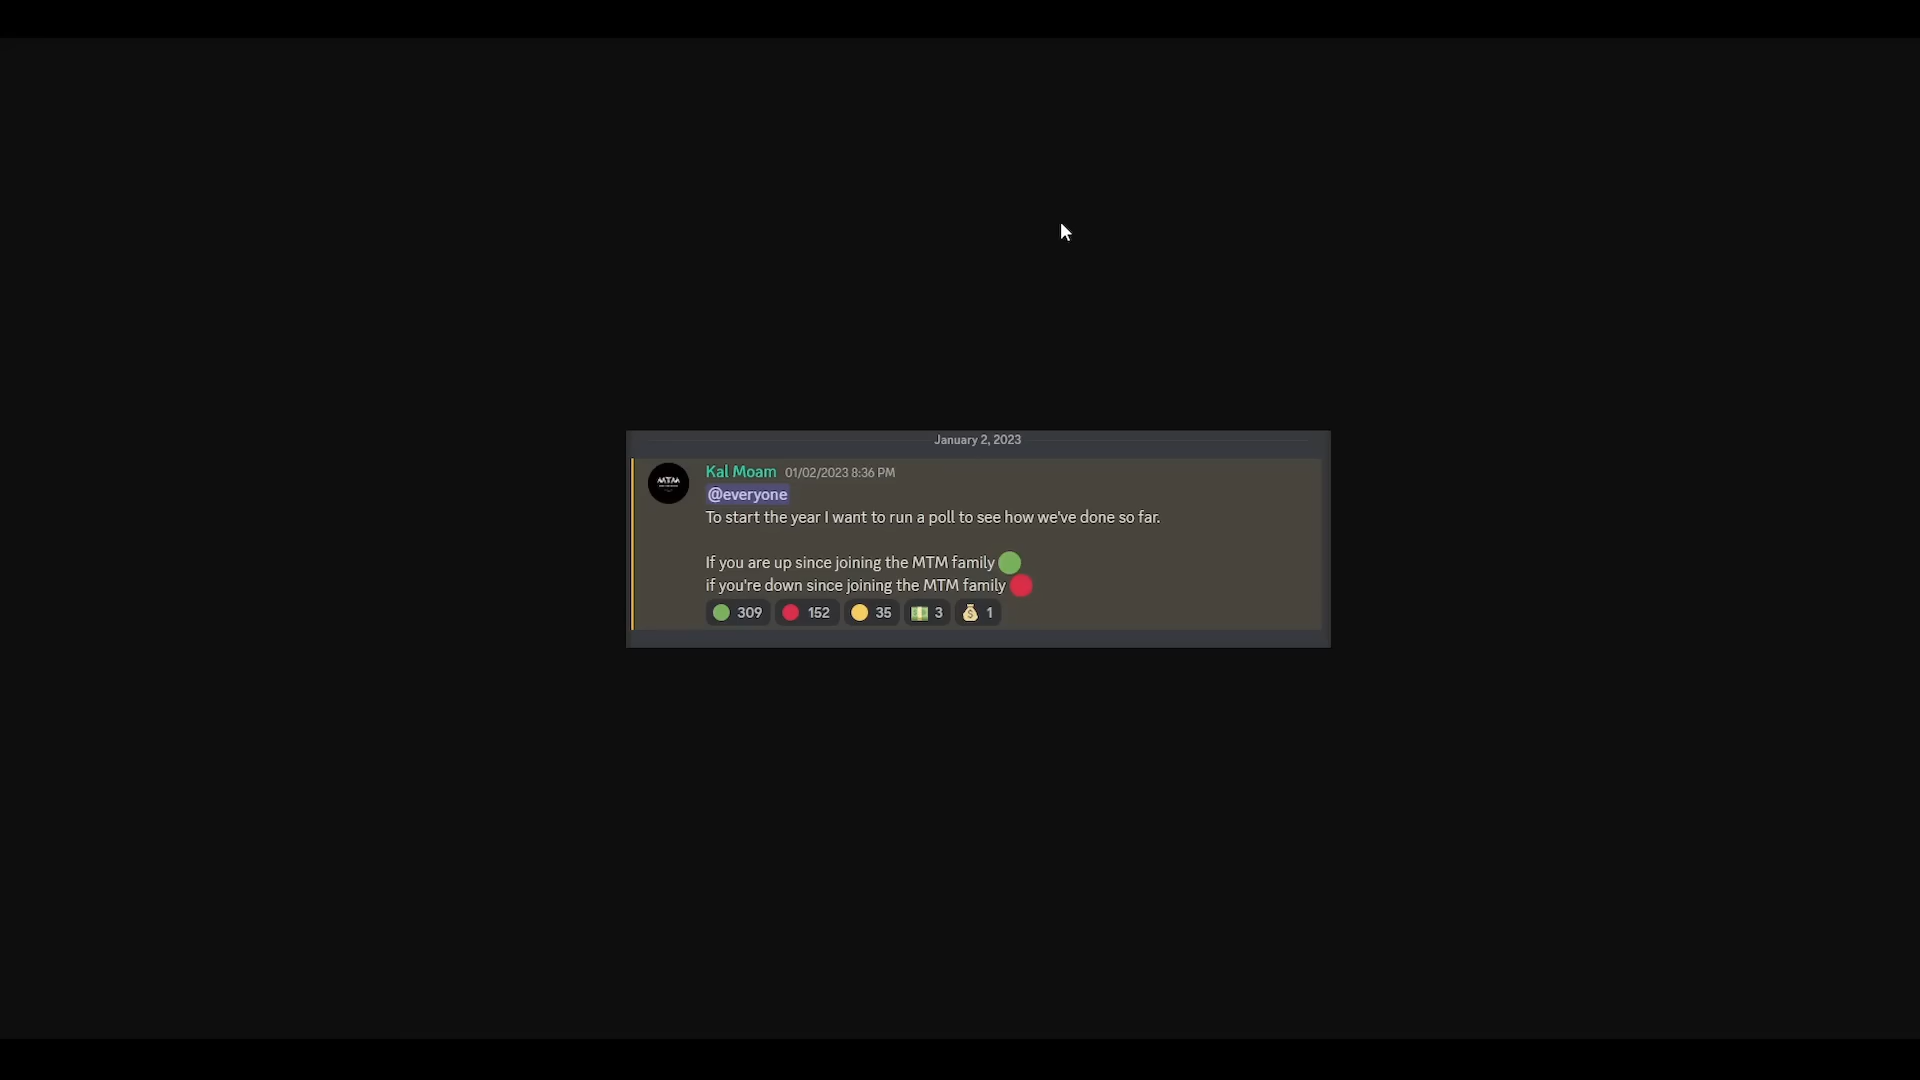 January 2, 2023
Kal Moam 01/02/2023 8:36 PM
@everyone
To start the year I want to run a poll to see how we've done so far.
If you are up since joining the MTM family 🟢
if you're down since joining the MTM family 🔴
🟢 309 🔴 152 🟡 35 💵 3 💰 1
MTM